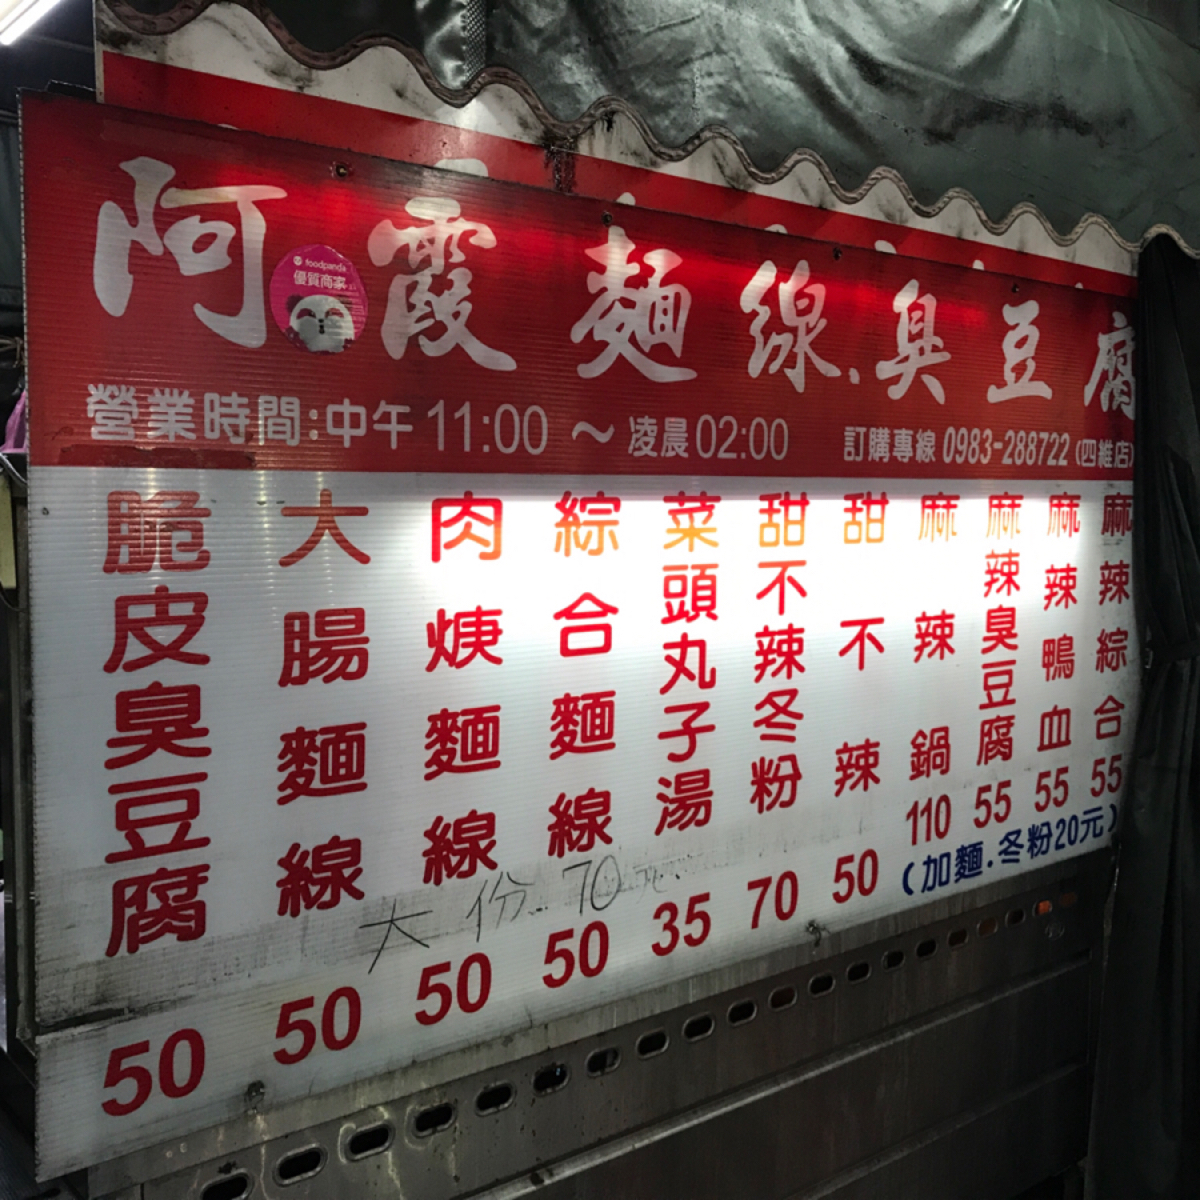 阿霞麵線.臭豆腐
foodpanda
優質商家
營業時間:中午11:00～凌晨02:00
訂購專線0983-288722(四維店)
脆皮臭豆腐 50
大腸麵線 50
肉焿麵線 50
綜合麵線 50
大份 70元
菜頭丸子湯 35
甜不辣冬粉 70
甜不辣 50
麻辣鍋 110
麻辣臭豆腐 55
麻辣鴨血 55
麻辣綜合 55
(加麵.冬粉20元)